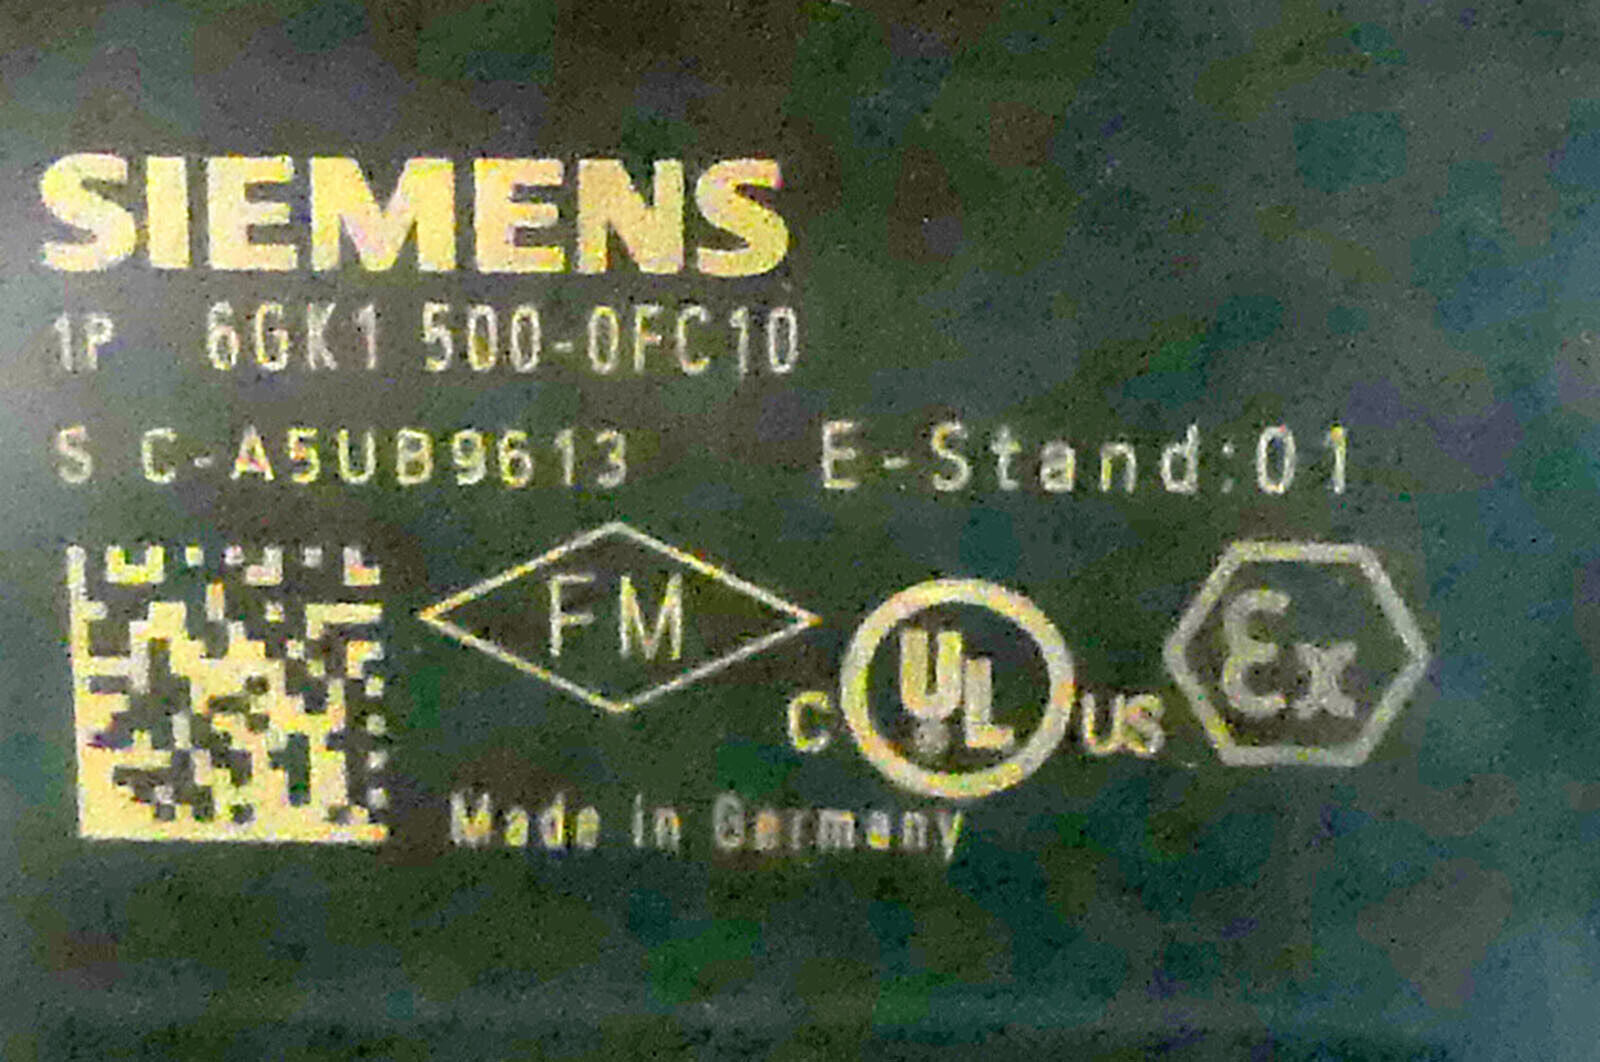 SIEMENS
1P 6GK1 500-0FC10
S C-A5UB9613 E-Stand:01
FM
C UL US
Ex
Made in Germany